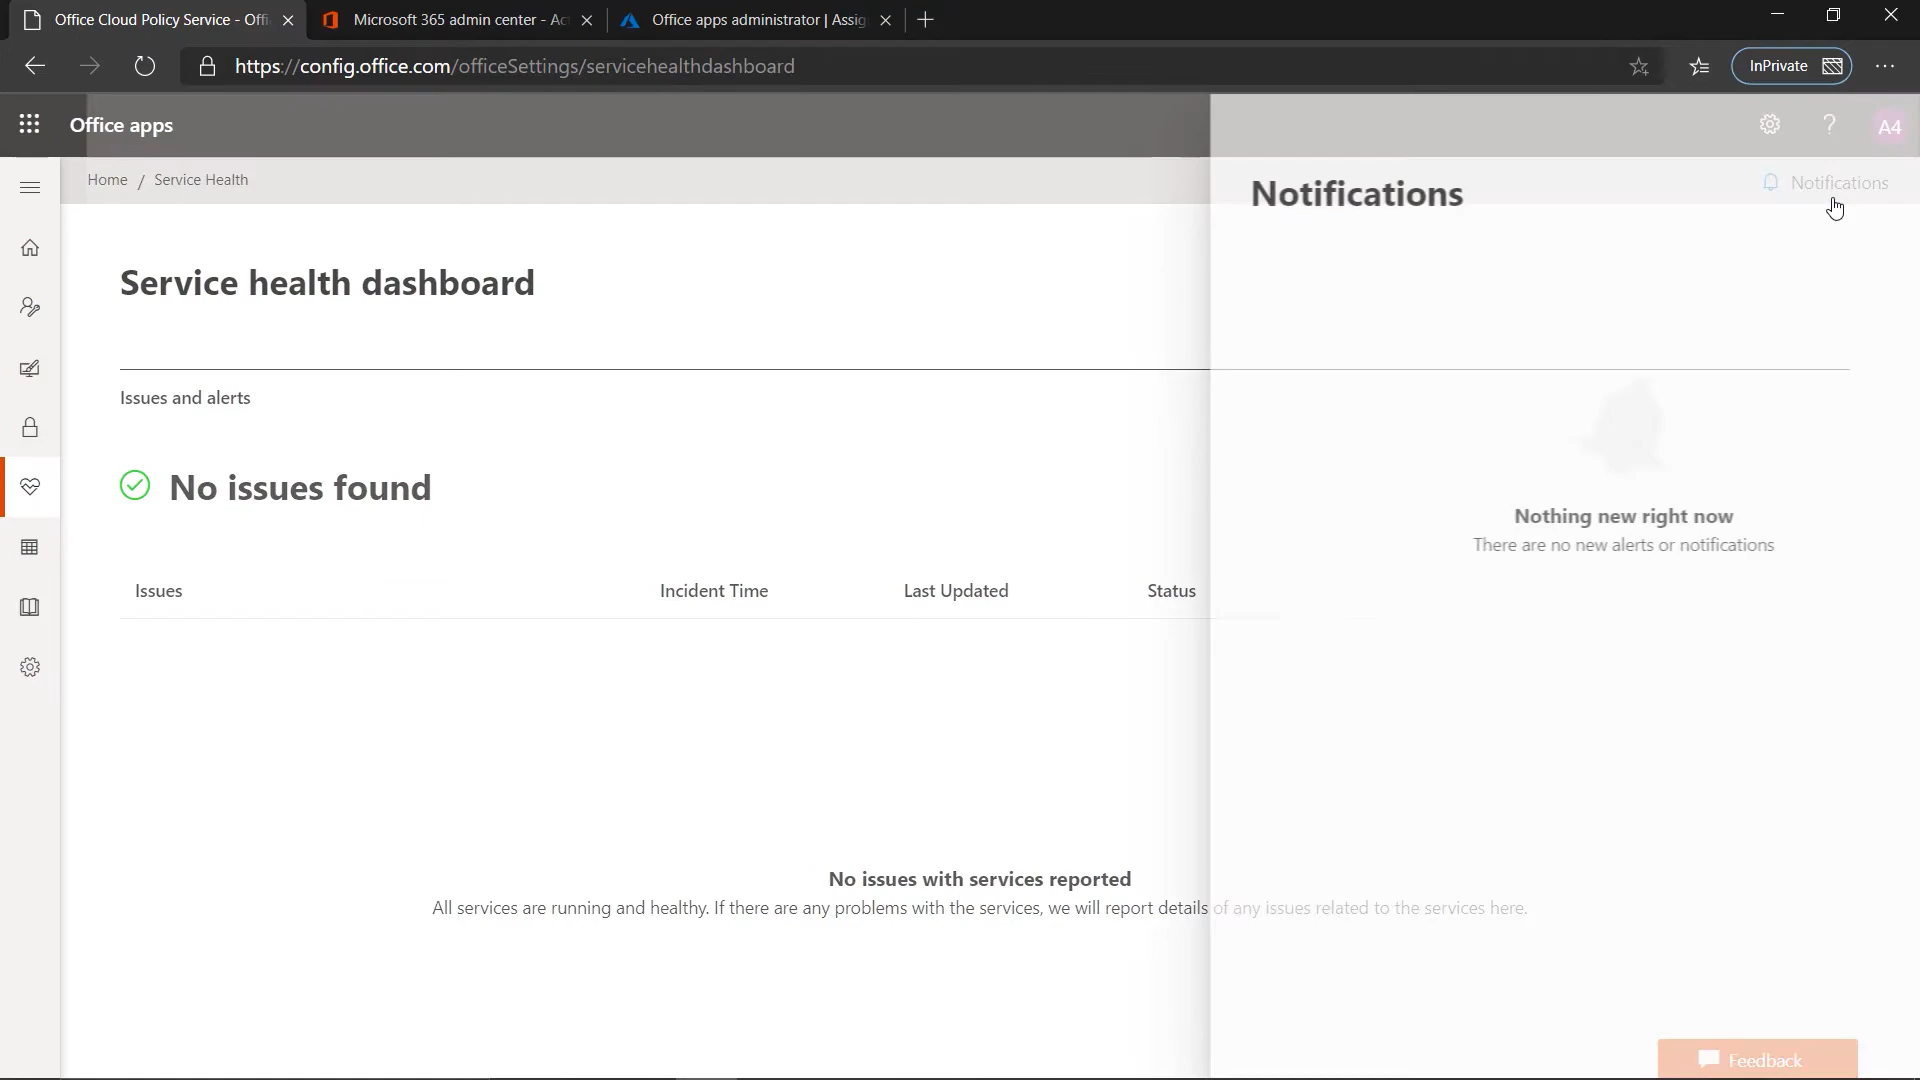 Office Cloud Policy Service - Offi
Microsoft 365 admin center - Ac
Office apps administrator | Assig
https://config.office.com/officeSettings/servicehealthdashboard
InPrivate
Office apps
A4
Home / Service Health
Notifications
Notifications
Service health dashboard
Issues and alerts
No issues found
Nothing new right now
There are no new alerts or notifications
Issues
Incident Time
Last Updated
Status
No issues with services reported
All services are running and healthy. If there are any problems with the services, we will report details of any issues related to the services here.
Feedback